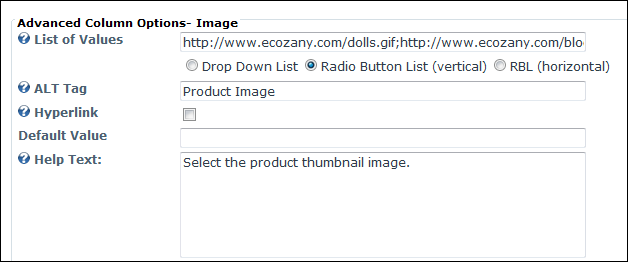 Advanced Column Options- Image
List of Values http://www.ecozany.com/dolls.gif;http://www.ecozany.com/blo
Drop Down List Radio Button List (vertical) RBL (horizontal)
ALT Tag Product Image
Hyperlink
Default Value
Help Text: Select the product thumbnail image.